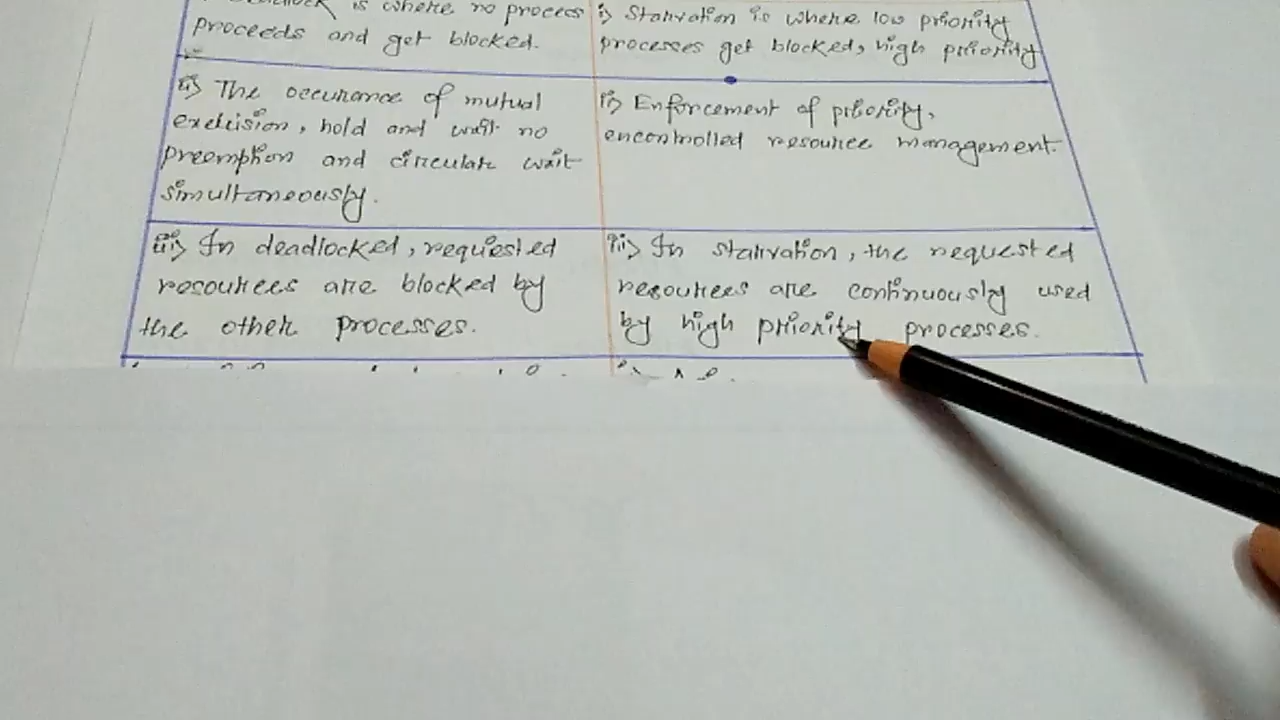 is where no process
proceeds and get blocked.
ii) The occurance of mutual
exclusion, hold and wait no
preemption and circular wait
simultaneously.
iii) In deadlocked, requested
resources are blocked by
the other processes.
i) Starvation is where low priority
processes get blocked, high priority
ii) Enforcement of priority,
encontrolled resource management.
iii) In starvation, the requested
resources are continuously used
by high priority processes.